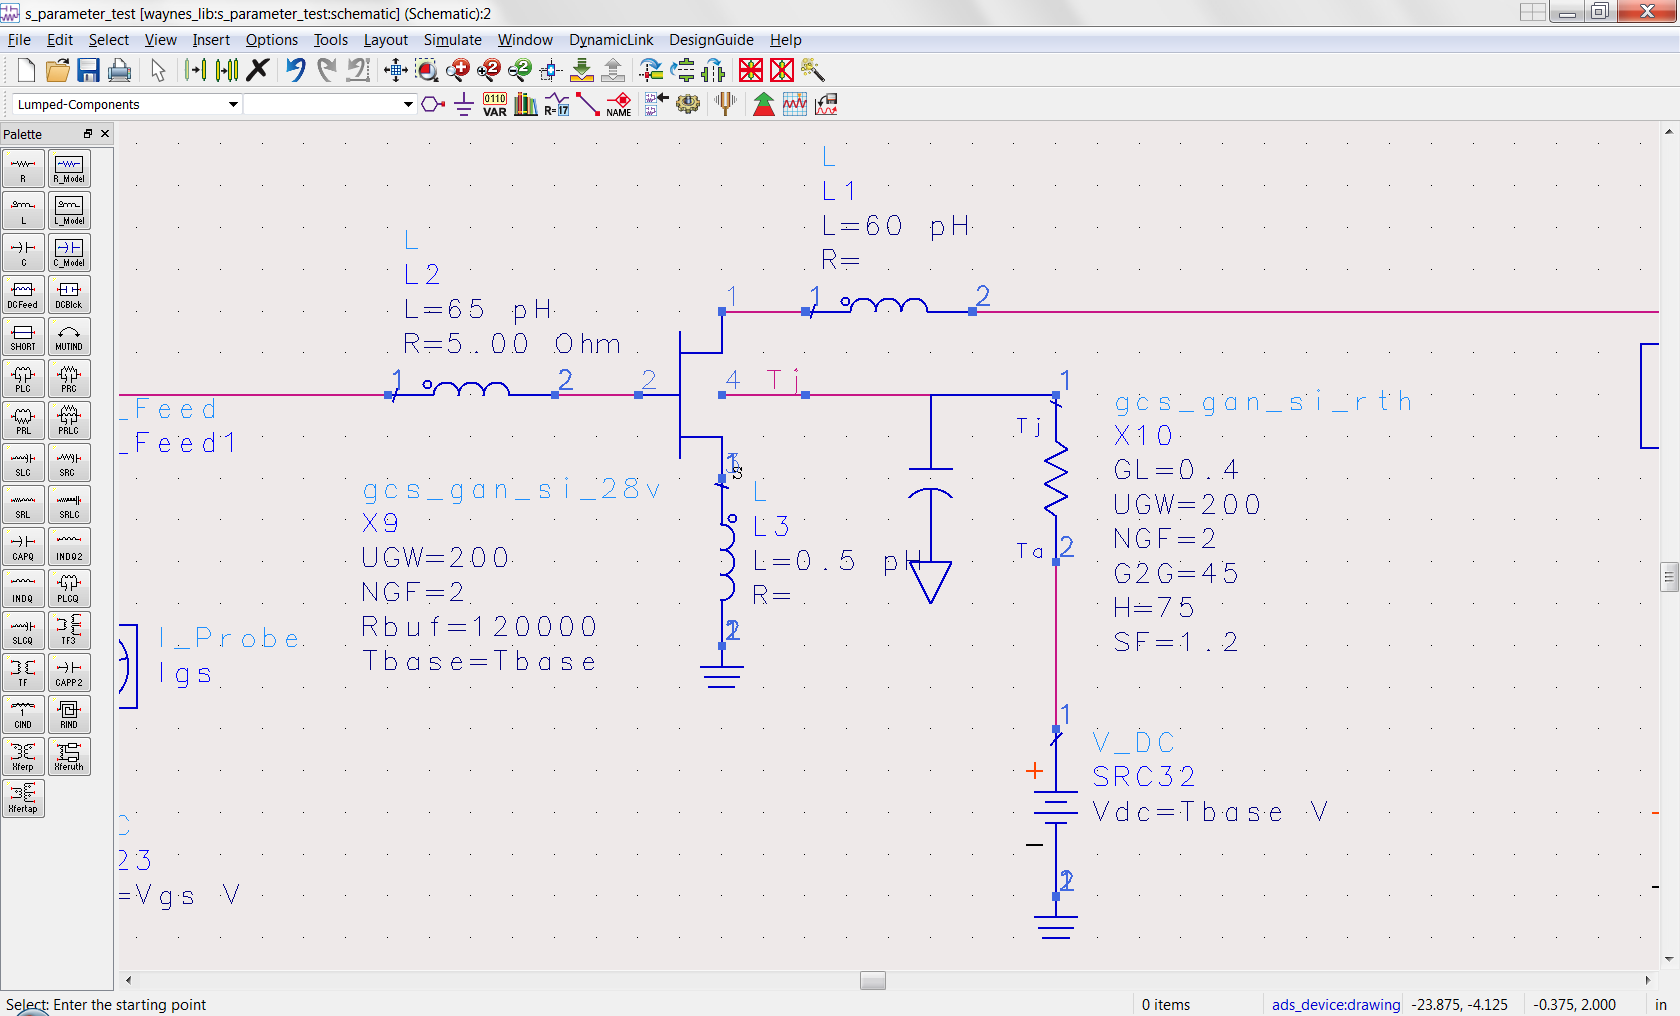 s_parameter_test [waynes_lib:s_parameter_test:schematic] (Schematic):2
File Edit Select View Insert Options Tools Layout Simulate Window DynamicLink DesignGuide Help
Lumped-Components
0110
VAR
R=17
NAME
Palette
R R_Model
L L_Model
C C_Model
DCFeed DCBlck
SHORT MUTIND
PLC PRC
PRL PRLC
SLC SRC
SRL SRLC
CAPQ INDQ2
INDQ PLCQ
SLCQ TF3
TF CAPP2
CIND RIND
Xferp Xferuth
Xfertap
L
L1
L=60 pH
R=
1 1 2
L
L2
L=65 pH
R=5.00 Ohm
1 2 2
4 Tj
1
_Feed
_Feed1
gcs_gan_si_28v
X9
UGW=200
NGF=2
Rbuf=120000
Tbase=Tbase
s
L
L3
L=0.5 pH
R=
Tj
Ta
2
gcs_gan_si_rth
X10
GL=0.4
UGW=200
NGF=2
G2G=45
H=75
SF=1.2
I_Probe
Igs
1
+
V_DC
SRC32
Vdc=Tbase V
–
C
23
=Vgs V
Select: Enter the starting point
0 items
ads_device:drawing
-23.875, -4.125
-0.375, 2.000
in